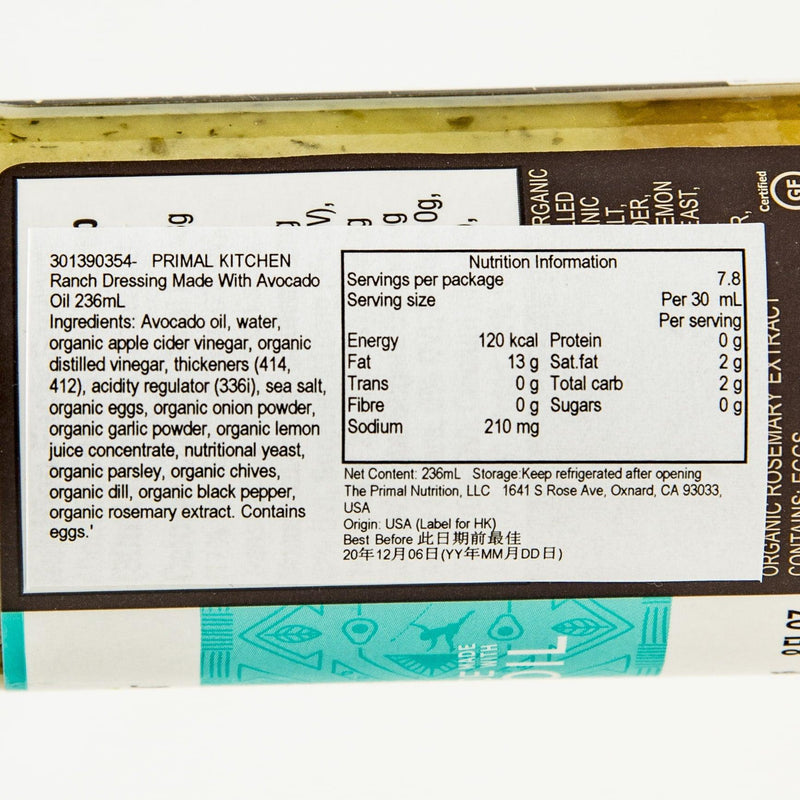 301390354- PRIMAL KITCHEN
Ranch Dressing Made With Avocado
Oil 236mL
Ingredients: Avocado oil, water,
organic apple cider vinegar, organic
distilled vinegar, thickeners (414,
412), acidity regulator (336i), sea salt,
organic eggs, organic onion powder,
organic garlic powder, organic lemon
juice concentrate, nutritional yeast,
organic parsley, organic chives,
organic dill, organic black pepper,
organic rosemary extract. Contains
eggs.'
Nutrition Information
Servings per package 7.8
Serving size Per 30 mL
Per serving
Energy 120 kcal Protein 0 g
Fat 13 g Sat.fat 2 g
Trans 0 g Total carb 2 g
Fibre 0 g Sugars 0 g
Sodium 210 mg
Net Content: 236mL Storage:Keep refrigerated after opening
The Primal Nutrition, LLC 1641 S Rose Ave, Oxnard, CA 93033,
USA
Origin: USA (Label for HK)
Best Before 此日期前最佳
20年12月06日(YY年MM月DD日)
Certified
GF
ORGANIC ROSEMARY EXTRACT
CONTAINS: EGGS
MADE
WITH
OIL